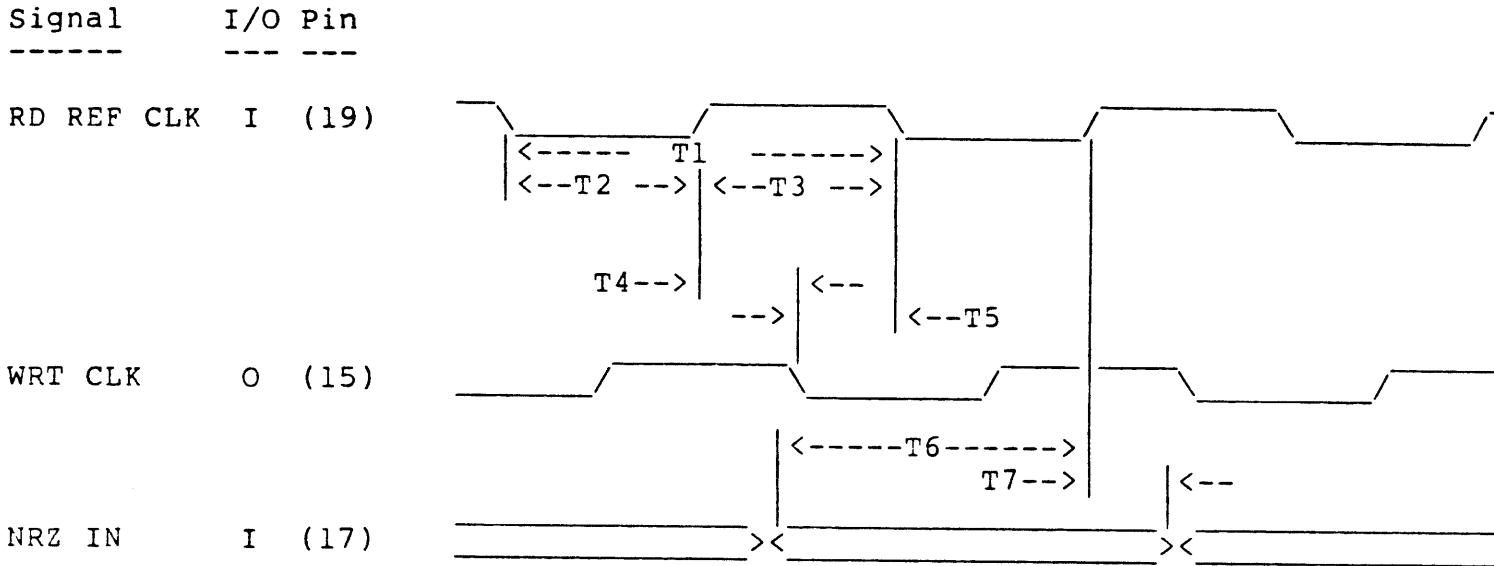 Signal I/O Pin
------ --- ---
RD REF CLK I (19)
<----- T1 ------>
<--T2 --> <--T3 -->
T4--> <--
--> <--T5
WRT CLK O (15)
<-----T6------>
T7--> <--
NRZ IN I (17)